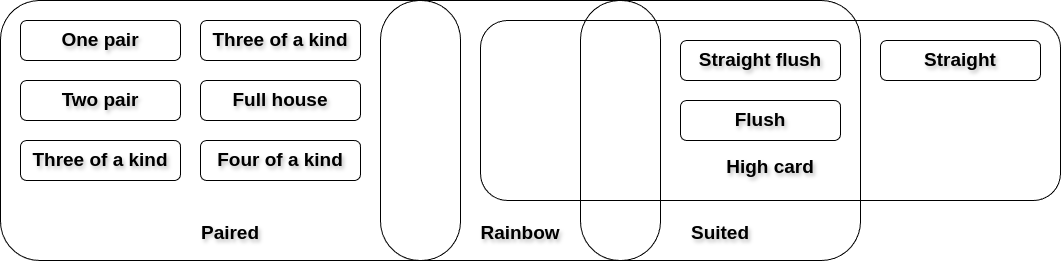 One pair
Three of a kind
Straight flush
Straight
Two pair
Full house
Flush
Three of a kind
Four of a kind
High card
Paired
Rainbow
Suited